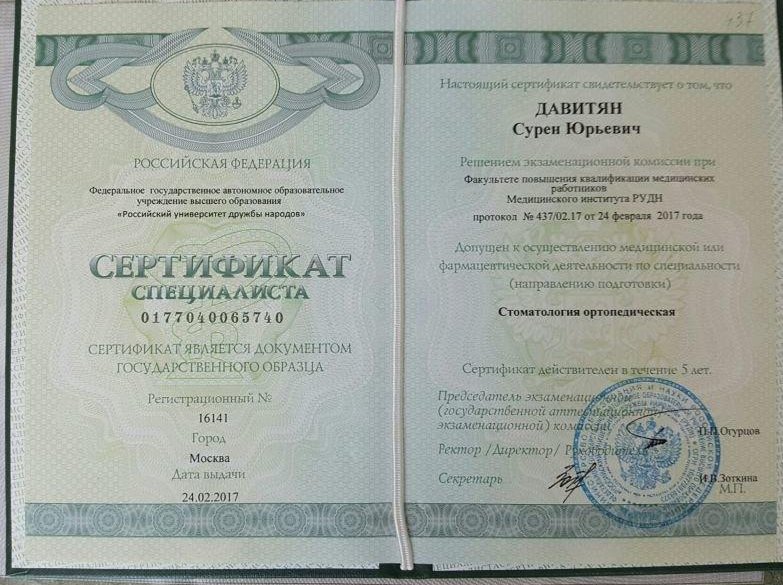 РОССИЙСКАЯ ФЕДЕРАЦИЯ
Федеральное государственное автономное образовательное
учреждение высшего образования
«Российский университет дружбы народов»
СЕРТИФИКАТ
СПЕЦИАЛИСТА
0177040065740
СЕРТИФИКАТ ЯВЛЯЕТСЯ ДОКУМЕНТОМ
ГОСУДАРСТВЕННОГО ОБРАЗЦА
Регистрационный №
16141
Город
Москва
Дата выдачи
24.02.2017
437
Настоящий сертификат свидетельствует о том, что
ДАВИТЯН
Сурен Юрьевич
Решением экзаменационной комиссии при
Факультете повышения квалификации медицинских
работников
Медицинского института РУДН
протокол № 437/02.17 от 24 февраля 2017 года
Допущен к осуществлению медицинской или
фармацевтической деятельности по специальности
(направлению подготовки)
Стоматология ортопедическая
Сертификат действителен в течение 5 лет.
Председатель экзаменационной
(государственной аттестационной
экзаменационной) комиссии
П.П.Огурцов
Ректор /Директор/ Руководитель
Секретарь
И.В.Зоткина
М.П.